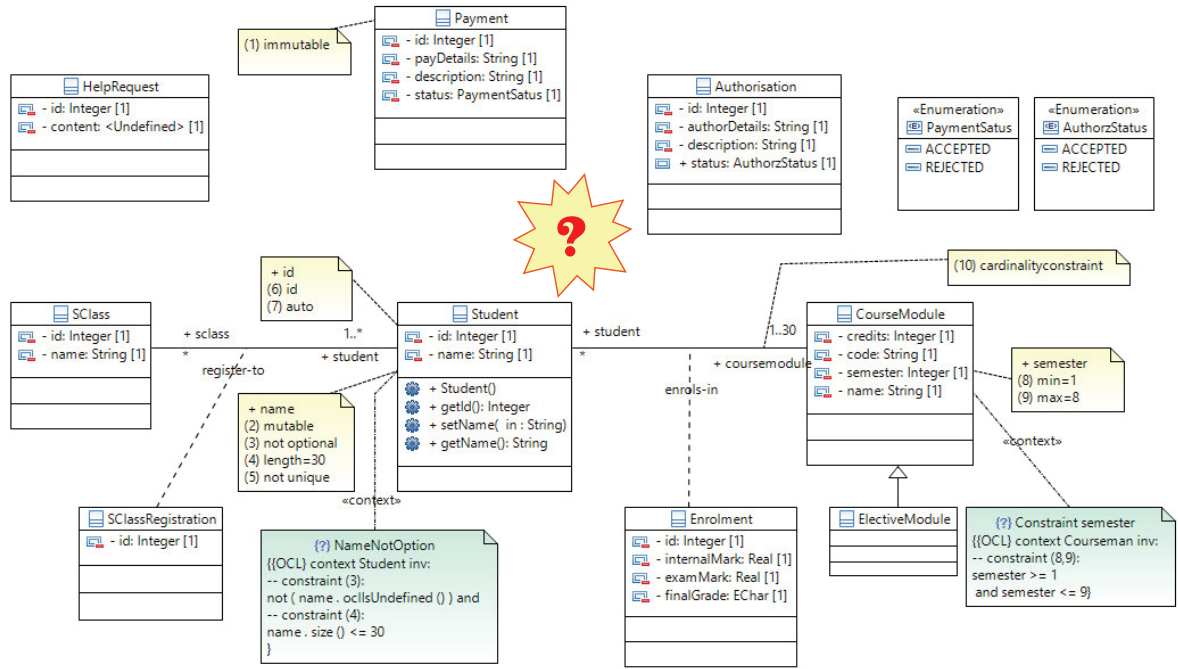 Payment
- id: Integer [1]
- payDetails: String [1]
- description: String [1]
- status: PaymentSatus [1]
(1) immutable
HelpRequest
- id: Integer [1]
- content: <Undefined> [1]
Authorisation
- id: Integer [1]
- authorDetails: String [1]
- description: String [1]
+ status: AuthorzStatus [1]
«Enumeration»
PaymentSatus
ACCEPTED
REJECTED
«Enumeration»
AuthorzStatus
ACCEPTED
REJECTED
?
(10) cardinalityconstraint
+ id
(6) id
(7) auto
SClass
- id: Integer [1]
- name: String [1]
+ sclass
*
register-to
1..*
+ student
Student
- id: Integer [1]
- name: String [1]
+ Student()
+ getId(): Integer
+ setName( in : String)
+ getName(): String
+ student
*
enrols-in
1..30
+ coursemodule
CourseModule
- credits: Integer [1]
- code: String [1]
- semester: Integer [1]
- name: String [1]
+ semester
(8) min=1
(9) max=8
+ name
(2) mutable
(3) not optional
(4) length=30
(5) not unique
«context»
«context»
SClassRegistration
- id: Integer [1]
{?} NameNotOption
{{OCL} context Student inv:
-- constraint (3):
not ( name . oclIsUndefined () ) and
-- constraint (4):
name . size () <= 30
}
Enrolment
- id: Integer [1]
- internalMark: Real [1]
- examMark: Real [1]
- finalGrade: EChar [1]
ElectiveModule
{?} Constraint semester
{{OCL} context Courseman inv:
-- constraint (8,9):
semester >= 1
and semester <= 9}